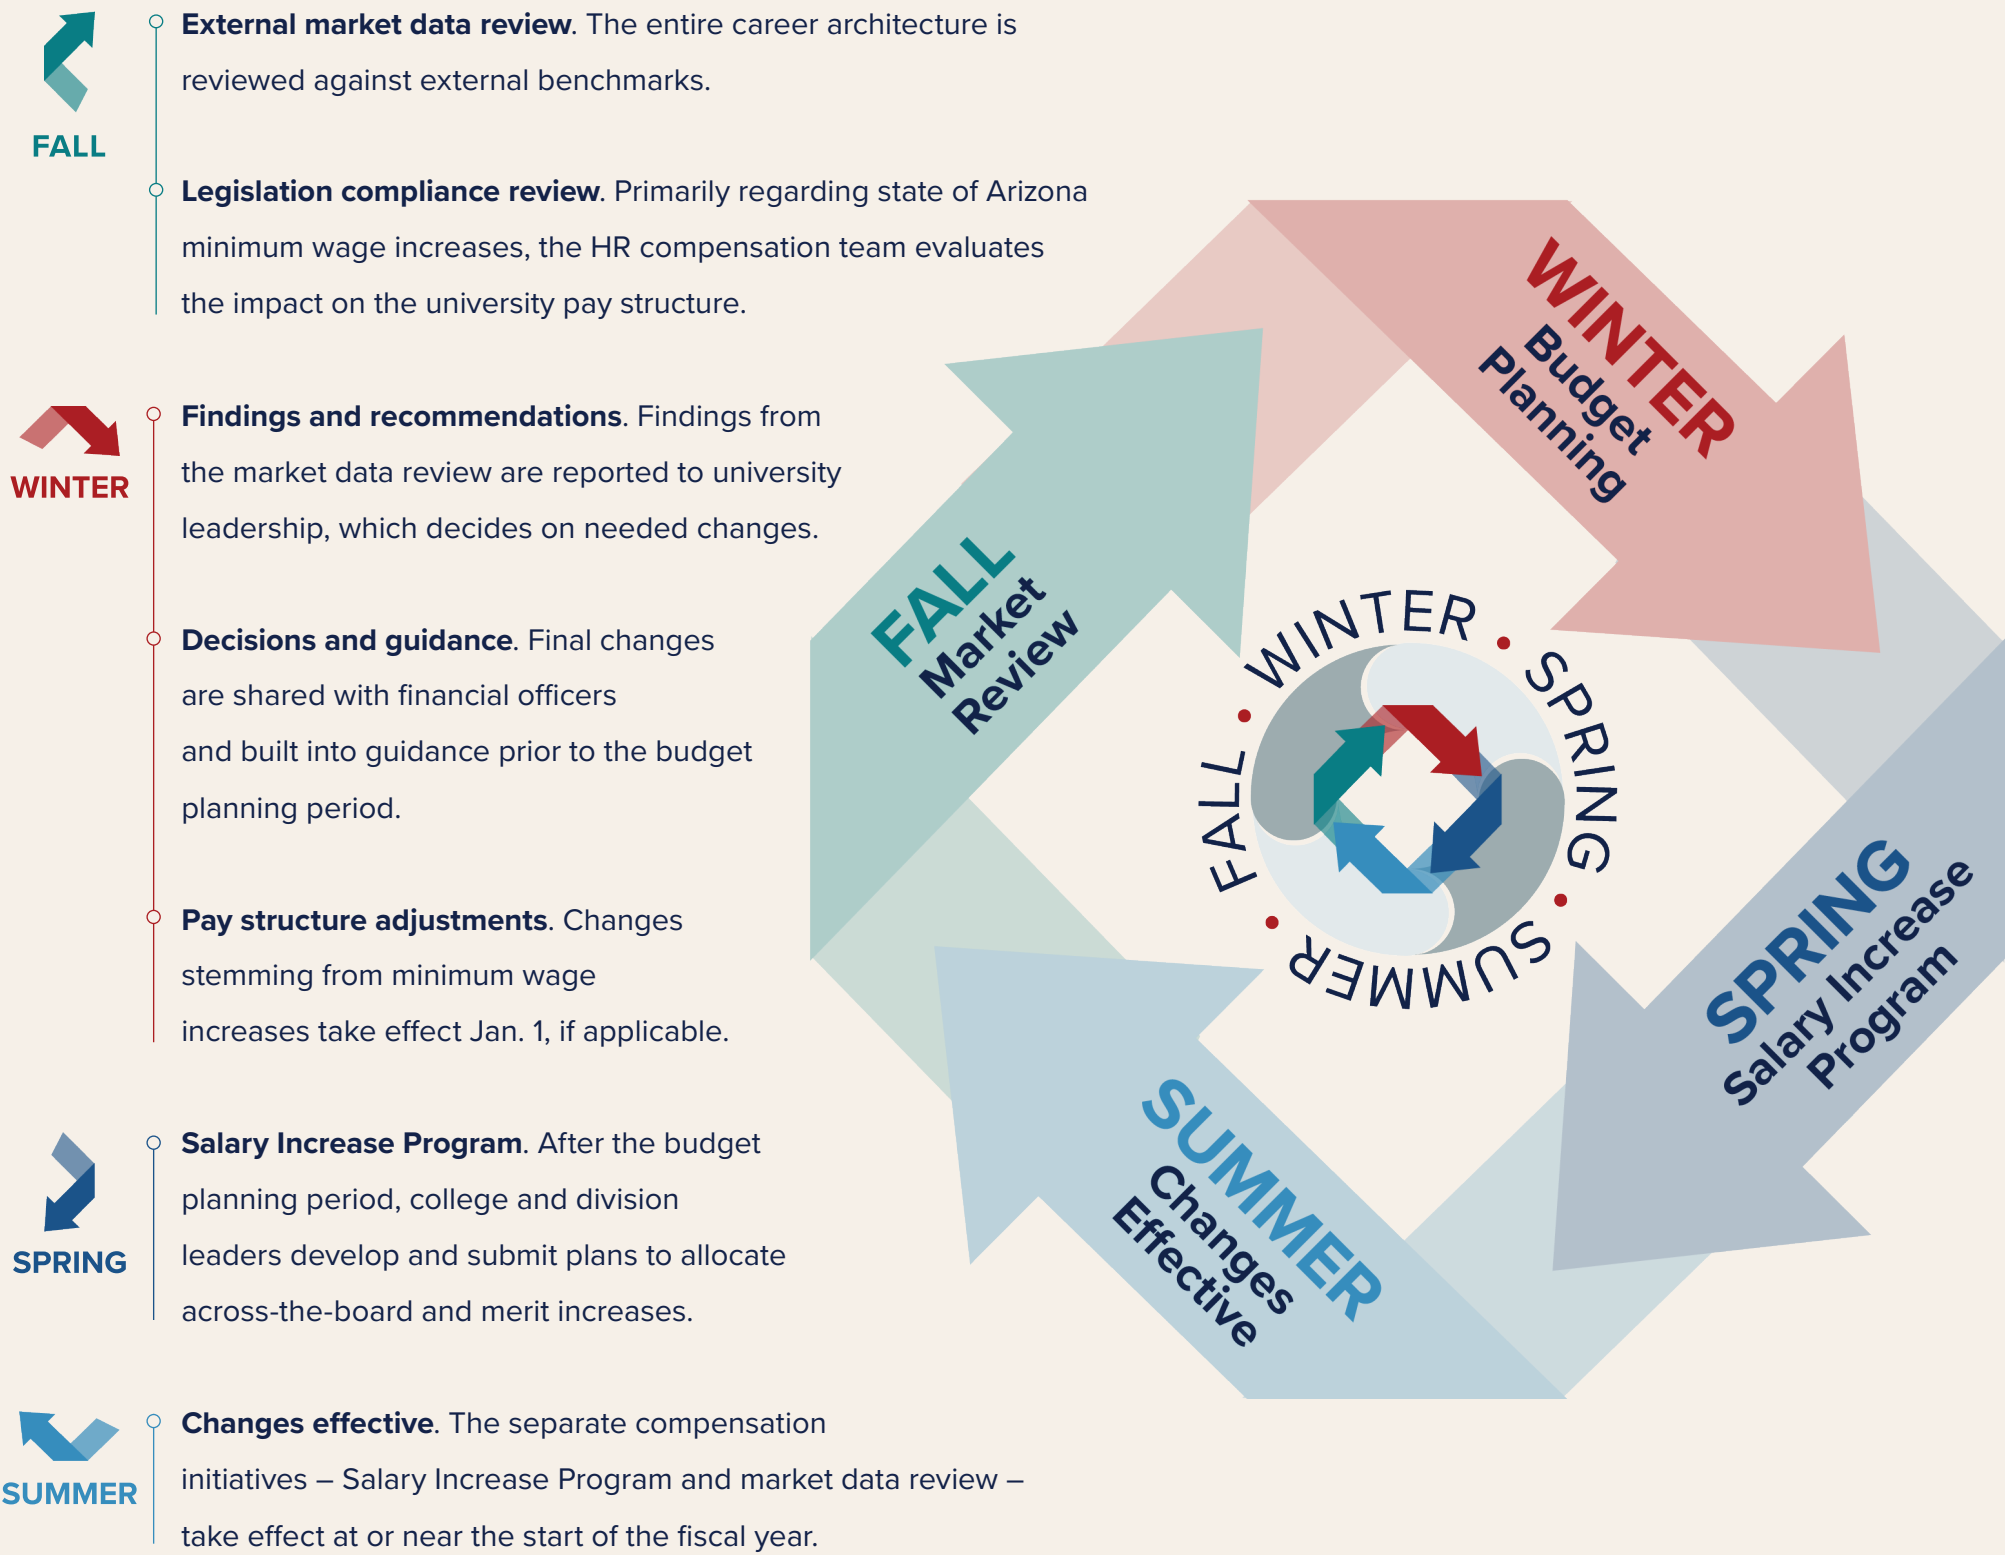 External market data review. The entire career architecture is
reviewed against external benchmarks.
FALL
Legislation compliance review. Primarily regarding state of Arizona
minimum wage increases, the HR compensation team evaluates
the impact on the university pay structure.
Findings and recommendations. Findings from
the market data review are reported to university
leadership, which decides on needed changes.
WINTER
Decisions and guidance. Final changes
are shared with financial officers
and built into guidance prior to the budget
planning period.
Pay structure adjustments. Changes
stemming from minimum wage
increases take effect Jan. 1, if applicable.
Salary Increase Program. After the budget
planning period, college and division
leaders develop and submit plans to allocate
across-the-board and merit increases.
SPRING
Changes effective. The separate compensation
initiatives – Salary Increase Program and market data review –
take effect at or near the start of the fiscal year.
SUMMER
FALL
Market
Review
WINTER
Budget
Planning
SPRING
Salary Increase
Program
SUMMER
Changes
Effective
WINTER • SPRING • SUMMER • FALL •